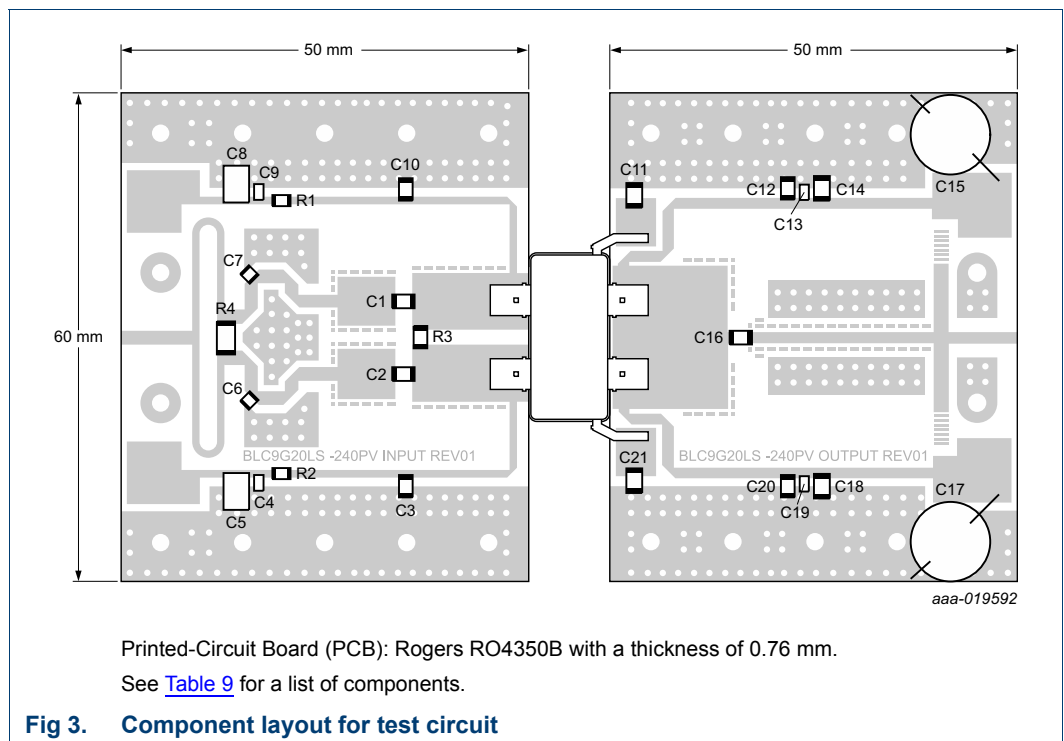 50 mm
50 mm
60 mm
C8
C9
R1
C10
C7
R4
C1
R3
C2
C6
BLC9G20LS -240PV INPUT REV01
R2
C4
C5
C3
C11
C12
C13
C14
C15
C16
BLC9G20LS -240PV OUTPUT REV01
C21
C20
C19
C18
C17
aaa-019592
Printed-Circuit Board (PCB): Rogers RO4350B with a thickness of 0.76 mm.
See Table 9 for a list of components.
Fig 3. Component layout for test circuit